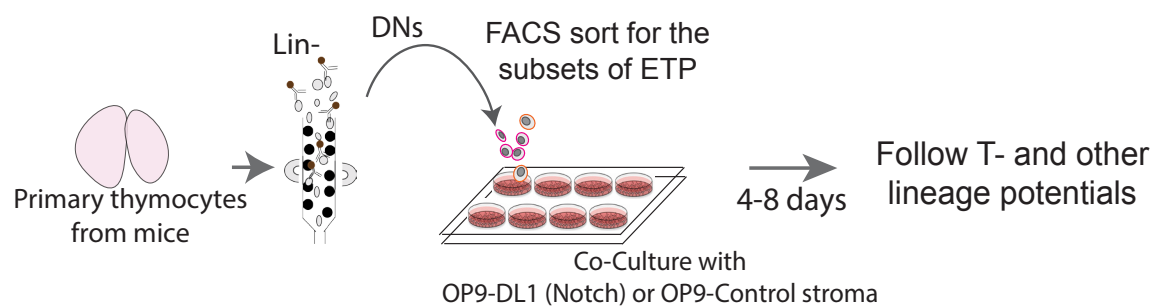 Primary thymocytes
from mice
Lin-
DNs
FACS sort for the
subsets of ETP
Co-Culture with
OP9-DL1 (Notch) or OP9-Control stroma
4-8 days
Follow T- and other
lineage potentials